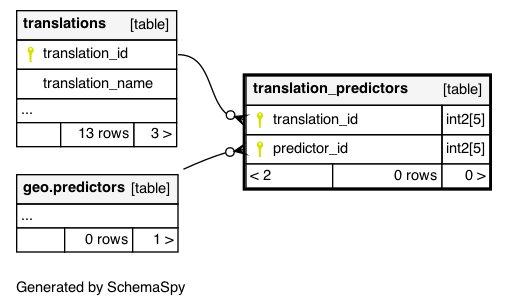 translations [table]
translation_id
translation_name
...
13 rows 3 >
translation_predictors [table]
translation_id int2[5]
predictor_id int2[5]
< 2 0 rows 0 >
geo.predictors [table]
...
0 rows 1 >
Generated by SchemaSpy